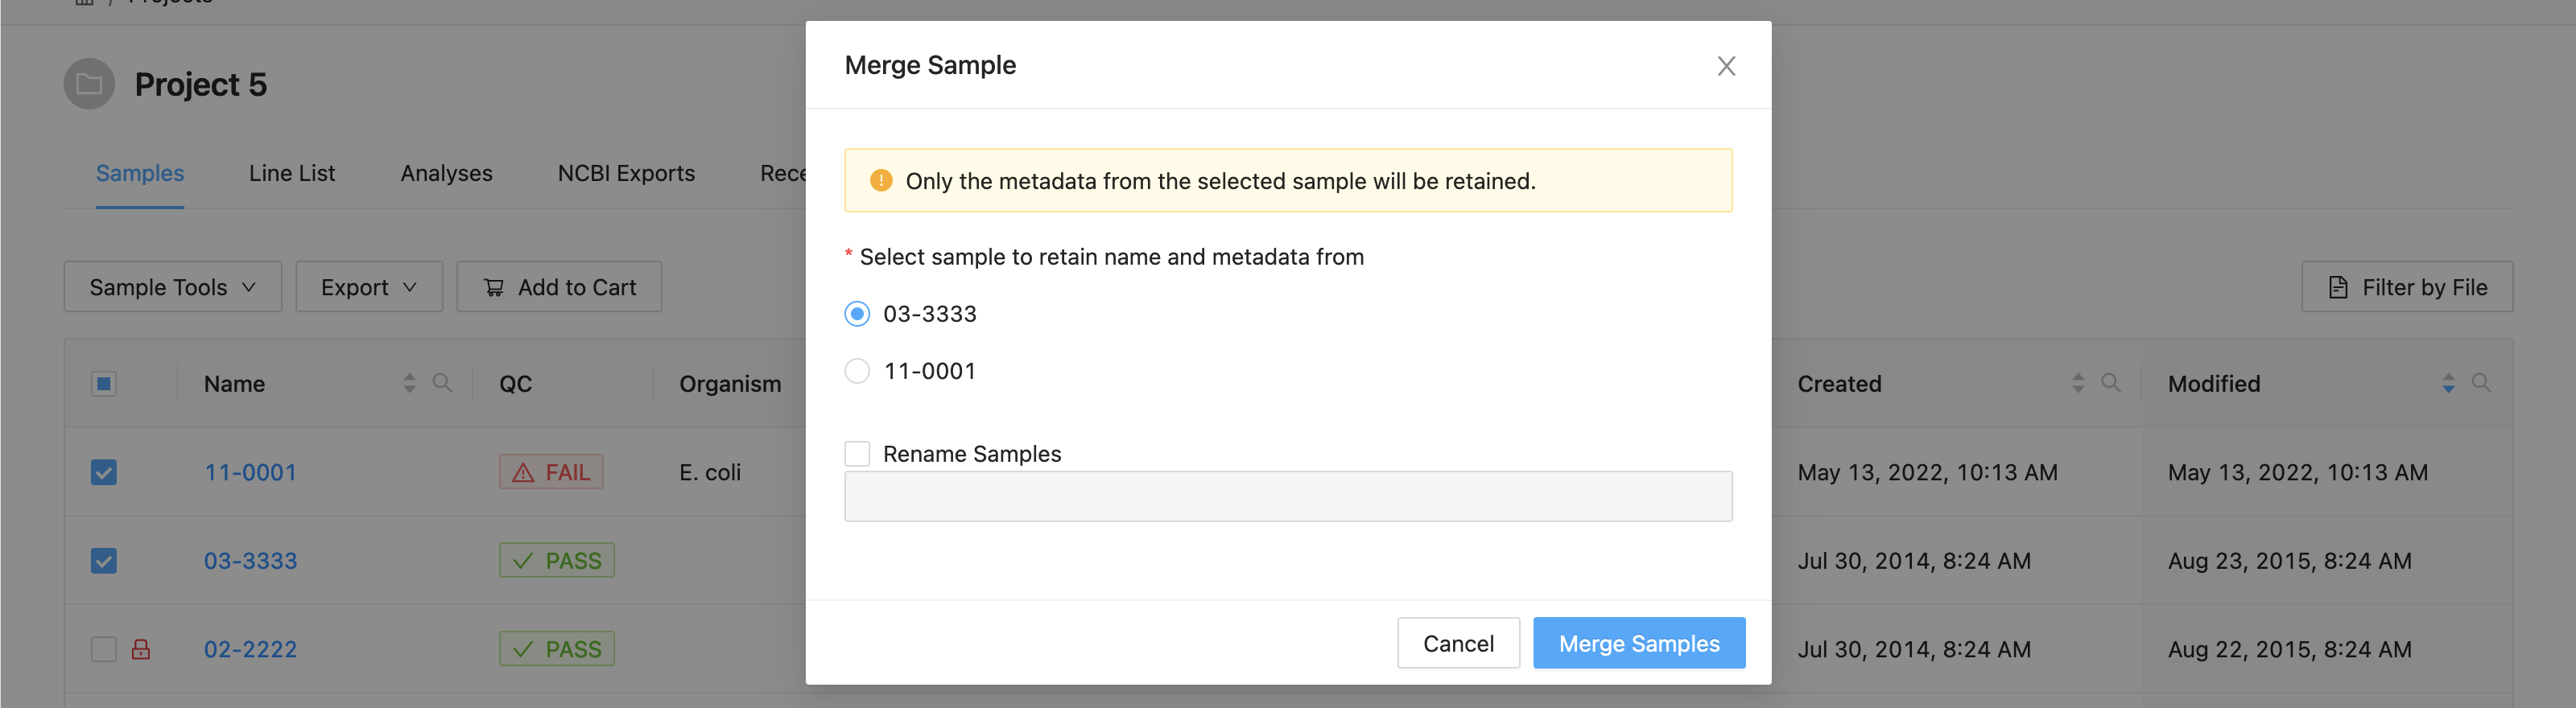 / Projects
Project 5
Samples Line List Analyses NCBI Exports
Sample Tools Export Add to Cart Filter by File
Name QC Organism Created Modified
11-0001 FAIL E. coli May 13, 2022, 10:13 AM May 13, 2022, 10:13 AM
03-3333 PASS Jul 30, 2014, 8:24 AM Aug 23, 2015, 8:24 AM
02-2222 PASS Jul 30, 2014, 8:24 AM Aug 22, 2015, 8:24 AM
Merge Sample
Only the metadata from the selected sample will be retained.
* Select sample to retain name and metadata from
03-3333
11-0001
Rename Samples
Cancel Merge Samples